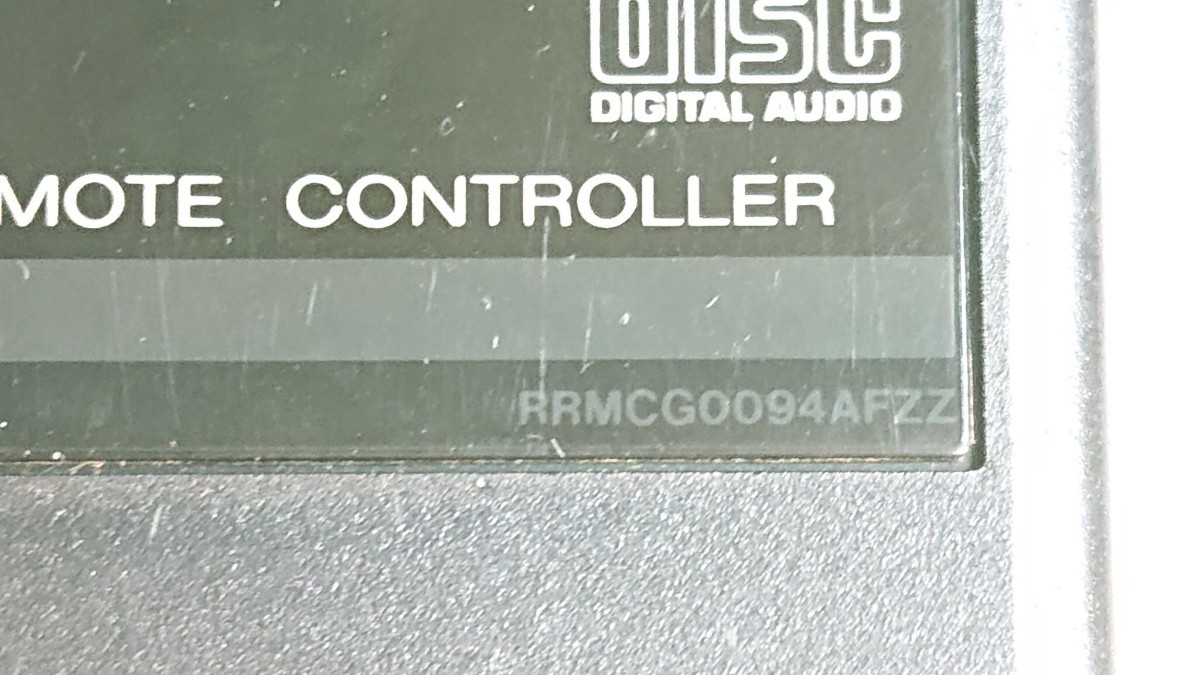 DISC
DIGITAL AUDIO
MOTE CONTROLLER
RRMCG0094AFZZ